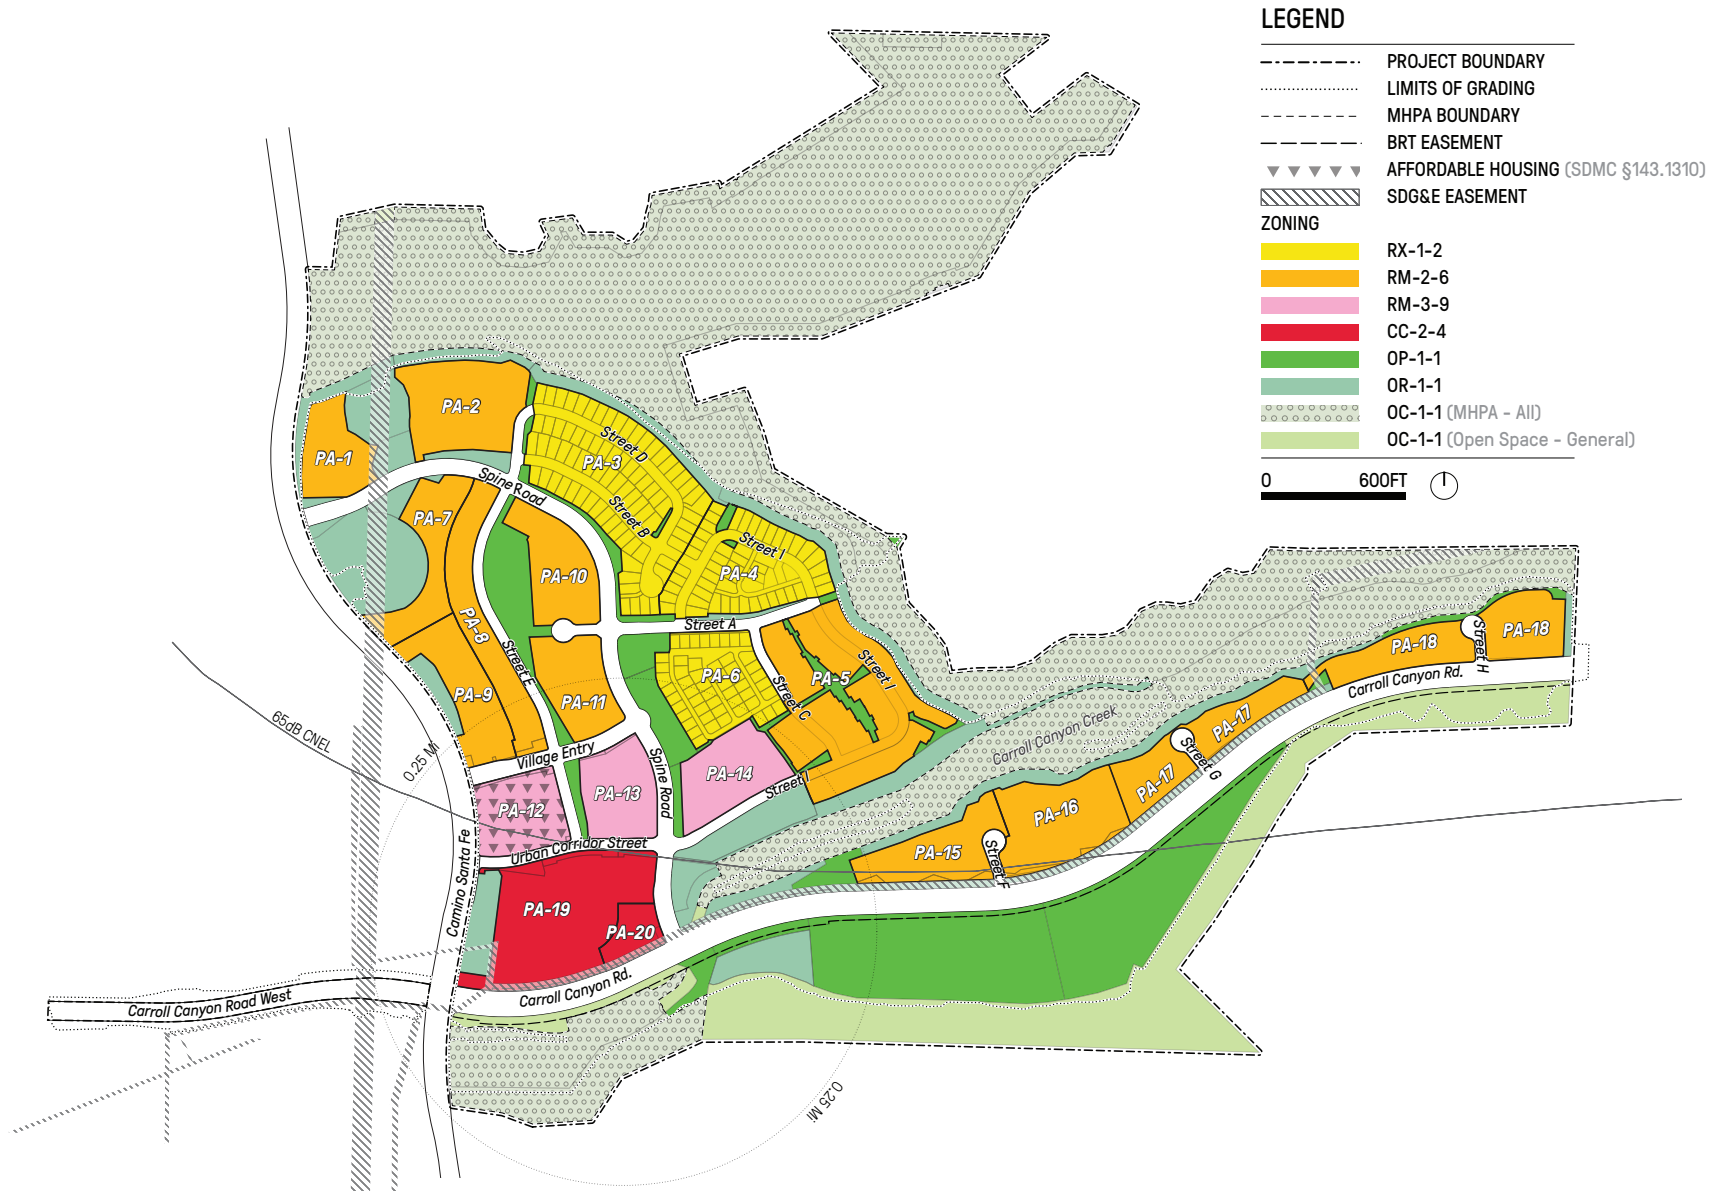 LEGEND
PROJECT BOUNDARY
LIMITS OF GRADING
MHPA BOUNDARY
BRT EASEMENT
AFFORDABLE HOUSING (SDMC §143.1310)
SDG&E EASEMENT
ZONING
RX-1-2
RM-2-6
RM-3-9
CC-2-4
OP-1-1
OR-1-1
OC-1-1 (MHPA - All)
OC-1-1 (Open Space - General)
0 600FT
PA-2
PA-1
Street D
PA-3
Spine Road
Street B
PA-7
Street I
PA-4
PA-10
PA-8
Street A
Street E
PA-6
PA-5
Street I
Street C
PA-9
PA-11
PA-18
PA-18
Street H
Carroll Canyon Rd.
65dB CNEL
0.25 Mi
Village Entry
Spine Road
Carroll Canyon Creek
PA-17
Street G
PA-17
PA-14
Street I
PA-13
PA-12
PA-16
PA-15
Street F
Urban Corridor Street
Camino Santa Fe
PA-19
PA-20
Carroll Canyon Rd.
Carroll Canyon Road West
0.25 Mi